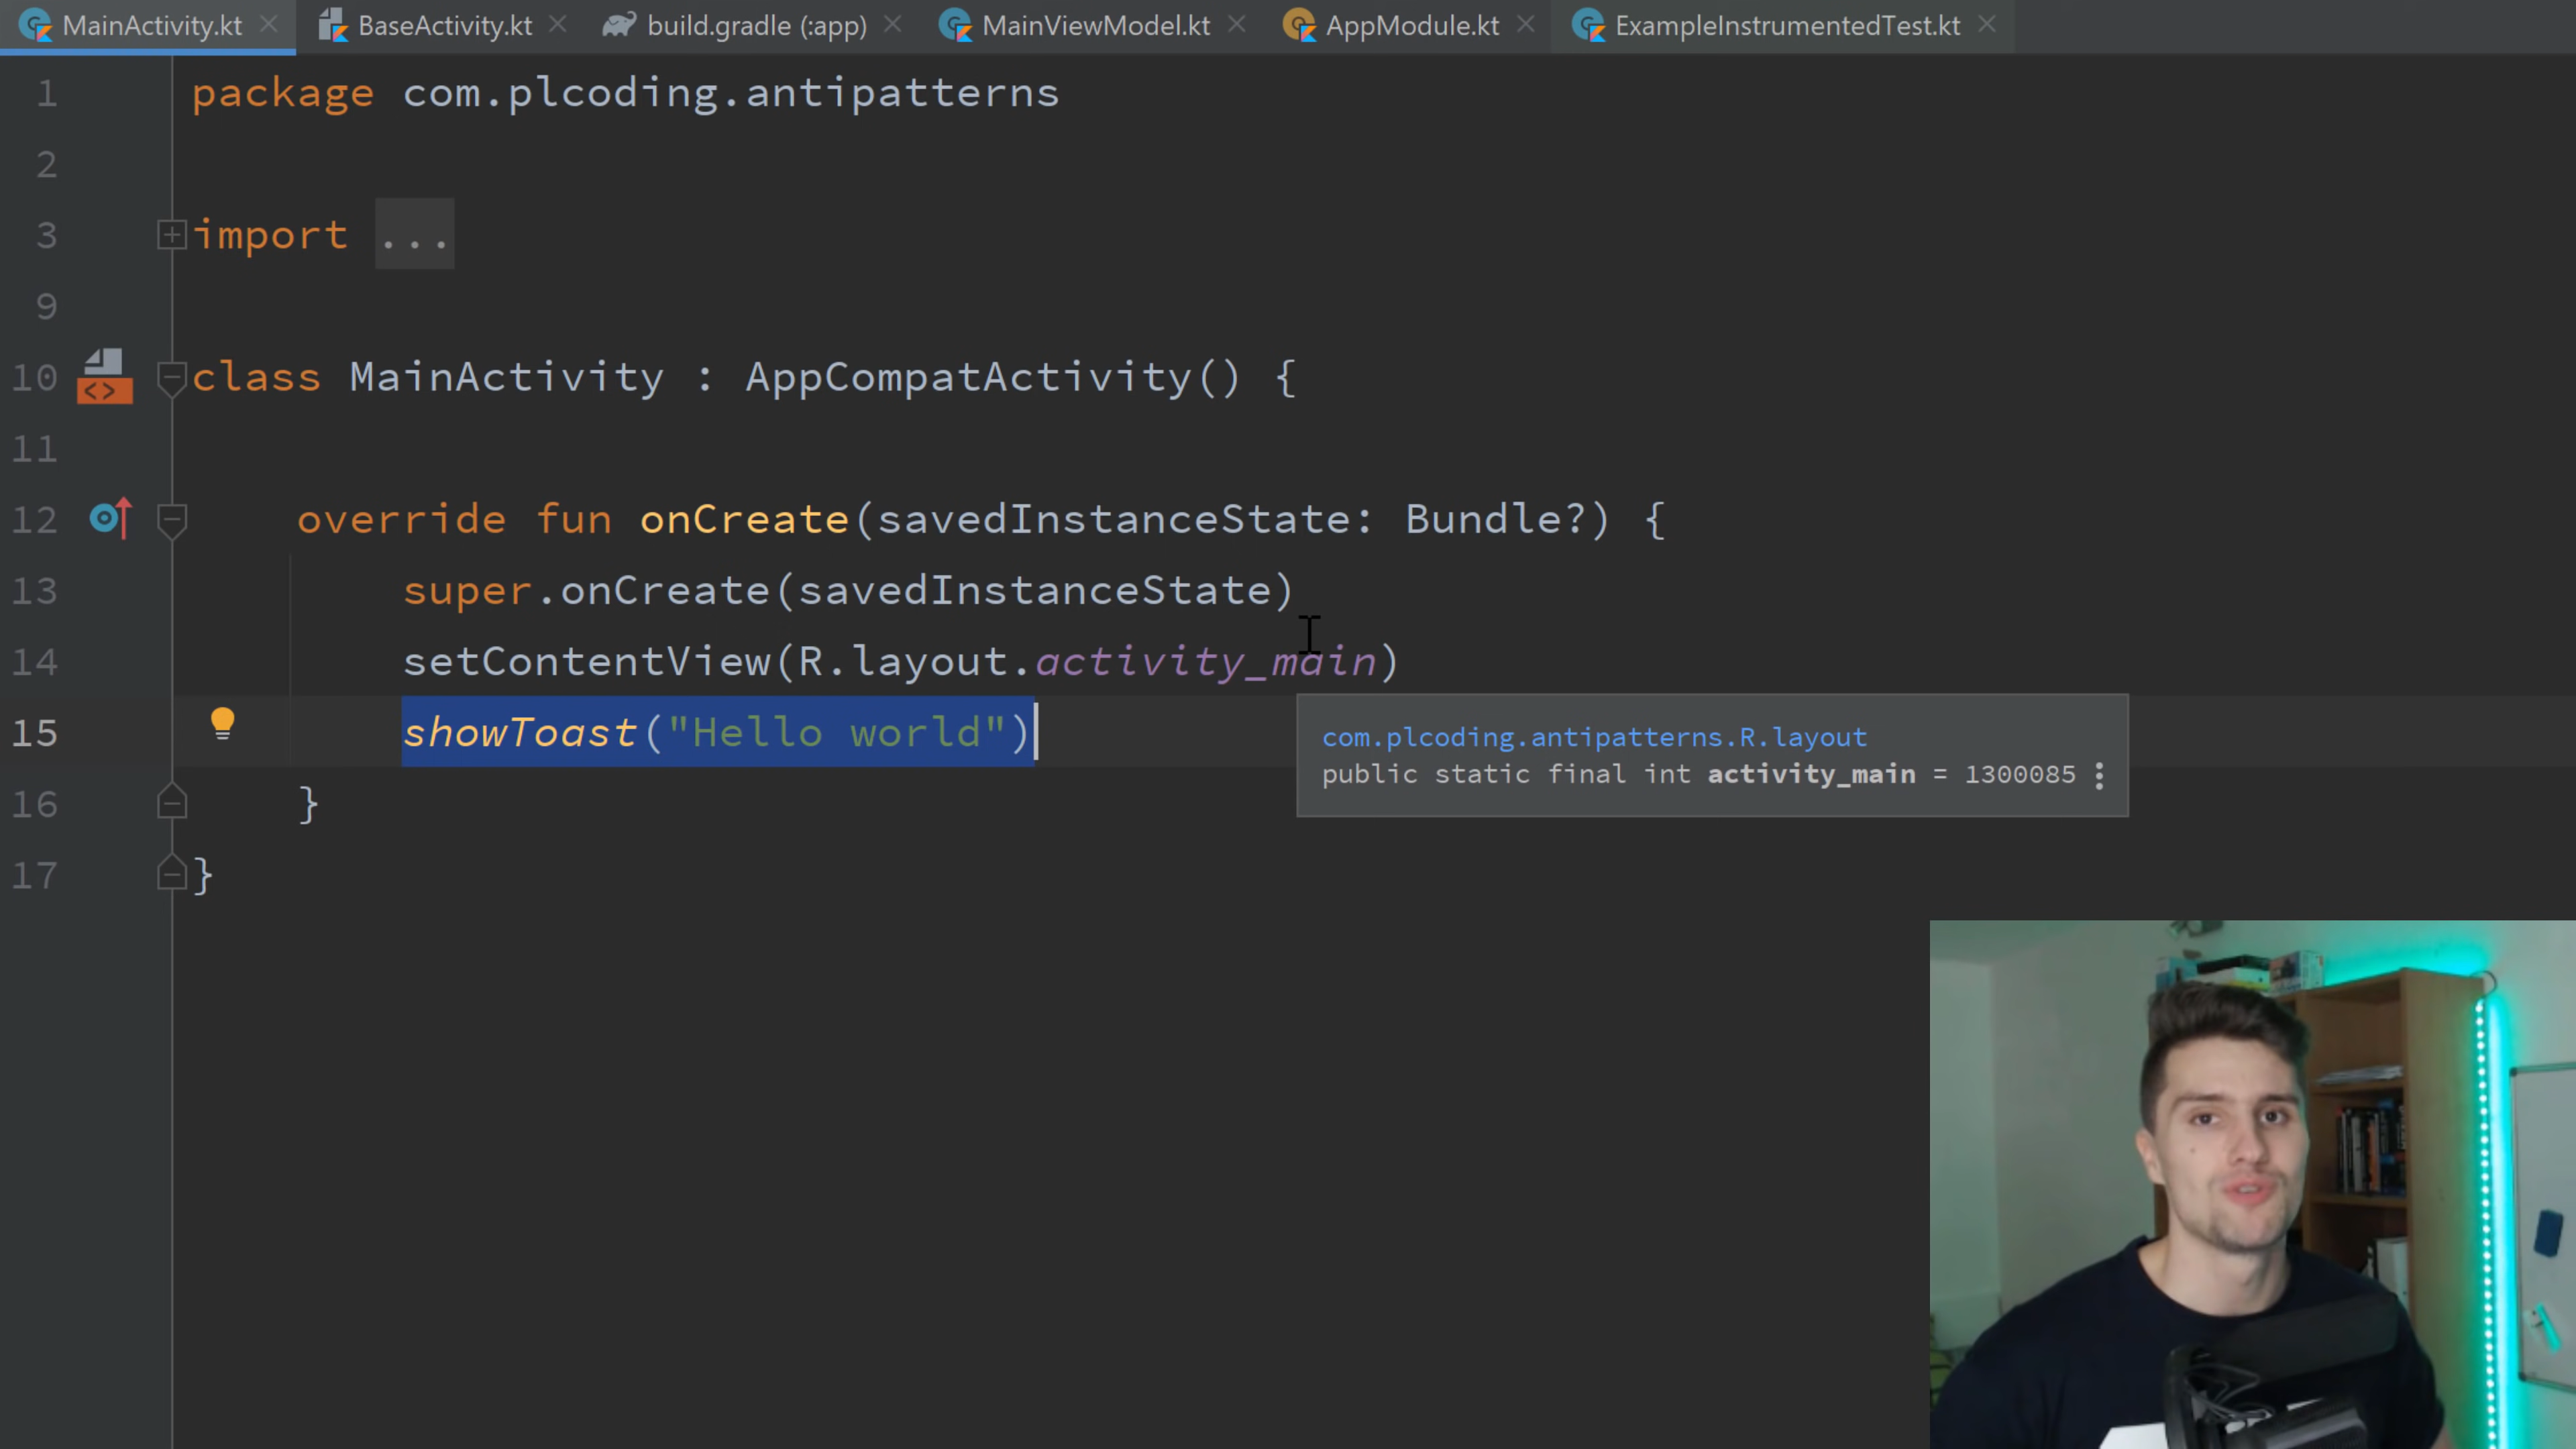 MainActivity.kt BaseActivity.kt build.gradle (:app) MainViewModel.kt AppModule.kt ExampleInstrumentedTest.kt
1 package com.plcoding.antipatterns
2
3 import ...
9
10 <> class MainActivity : AppCompatActivity() {
11
12 override fun onCreate(savedInstanceState: Bundle?) {
13 super.onCreate(savedInstanceState)
14 setContentView(R.layout.activity_main)
15 showToast("Hello world")
com.plcoding.antipatterns.R.layout
public static final int activity_main = 1300085
16 }
17 }